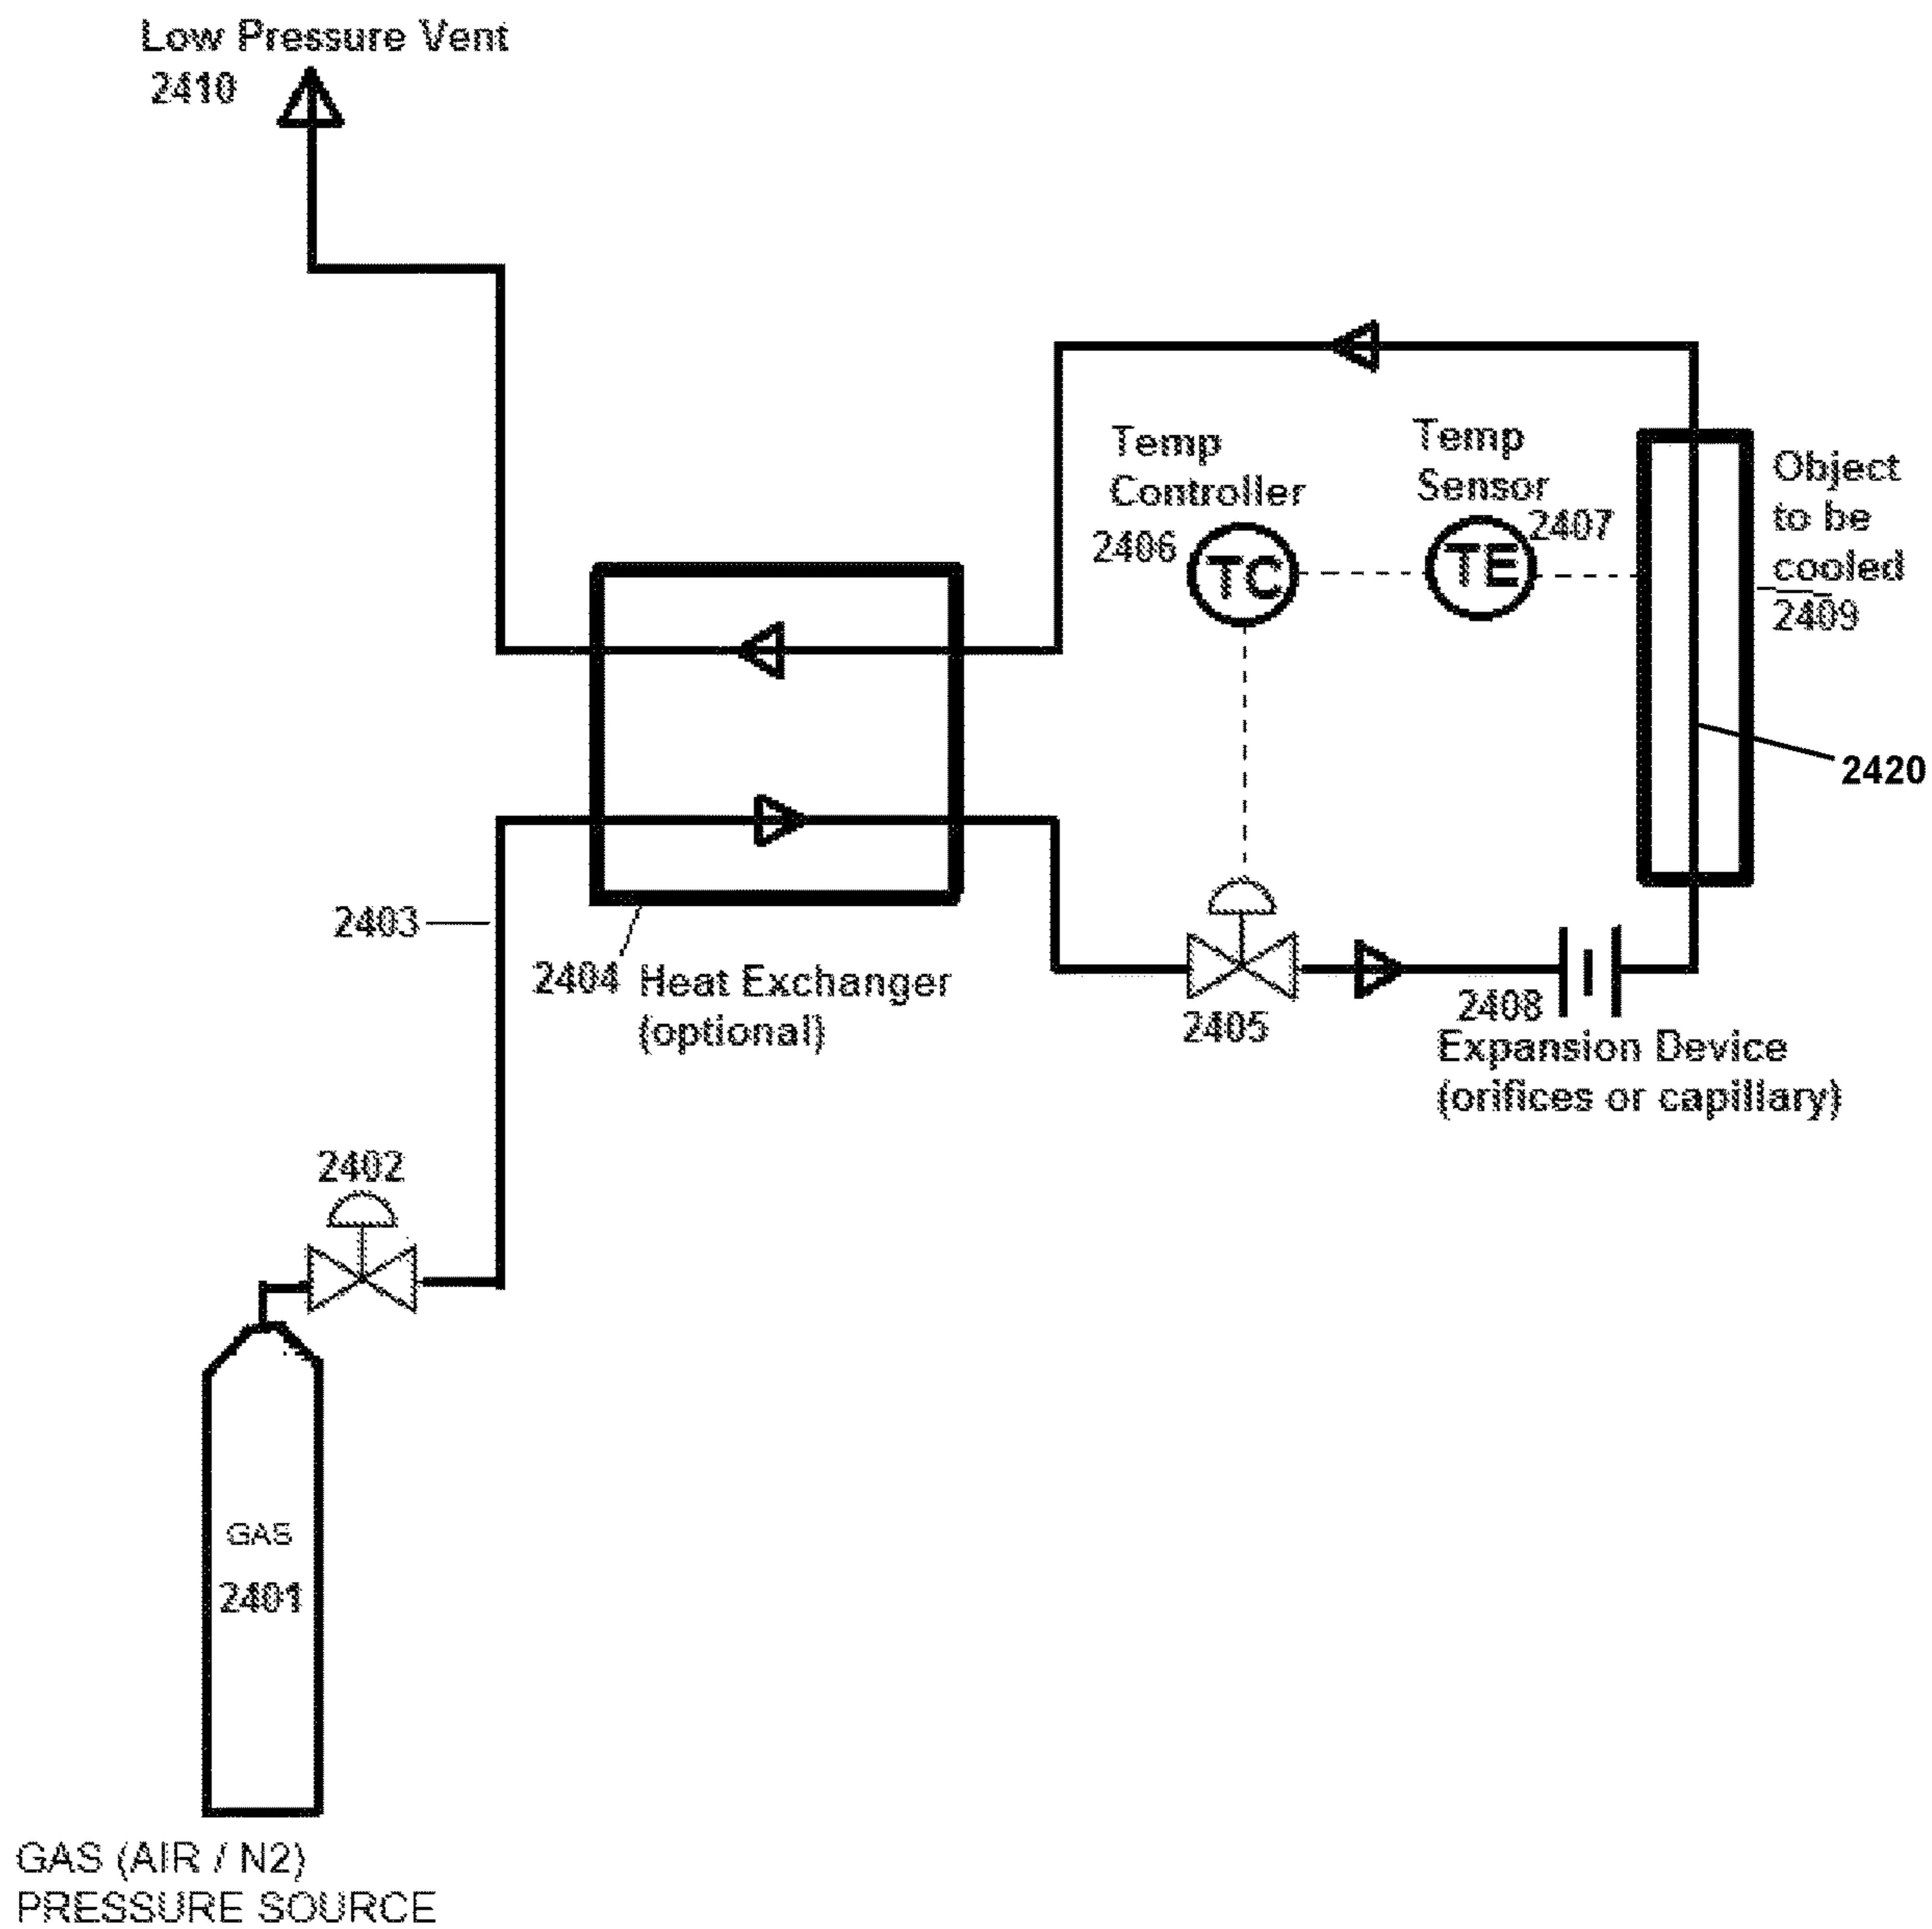 Low Pressure Vent
2410
Temp
Controller
2406
TC
Temp
Sensor
2407
TE
Object
to be
cooled
2409
2420
2403
2404 Heat Exchanger
(optional)
2405
2408
Expansion Device
(orifices or capillary)
2402
GAS
2401
GAS (AIR / N2)
PRESSURE SOURCE